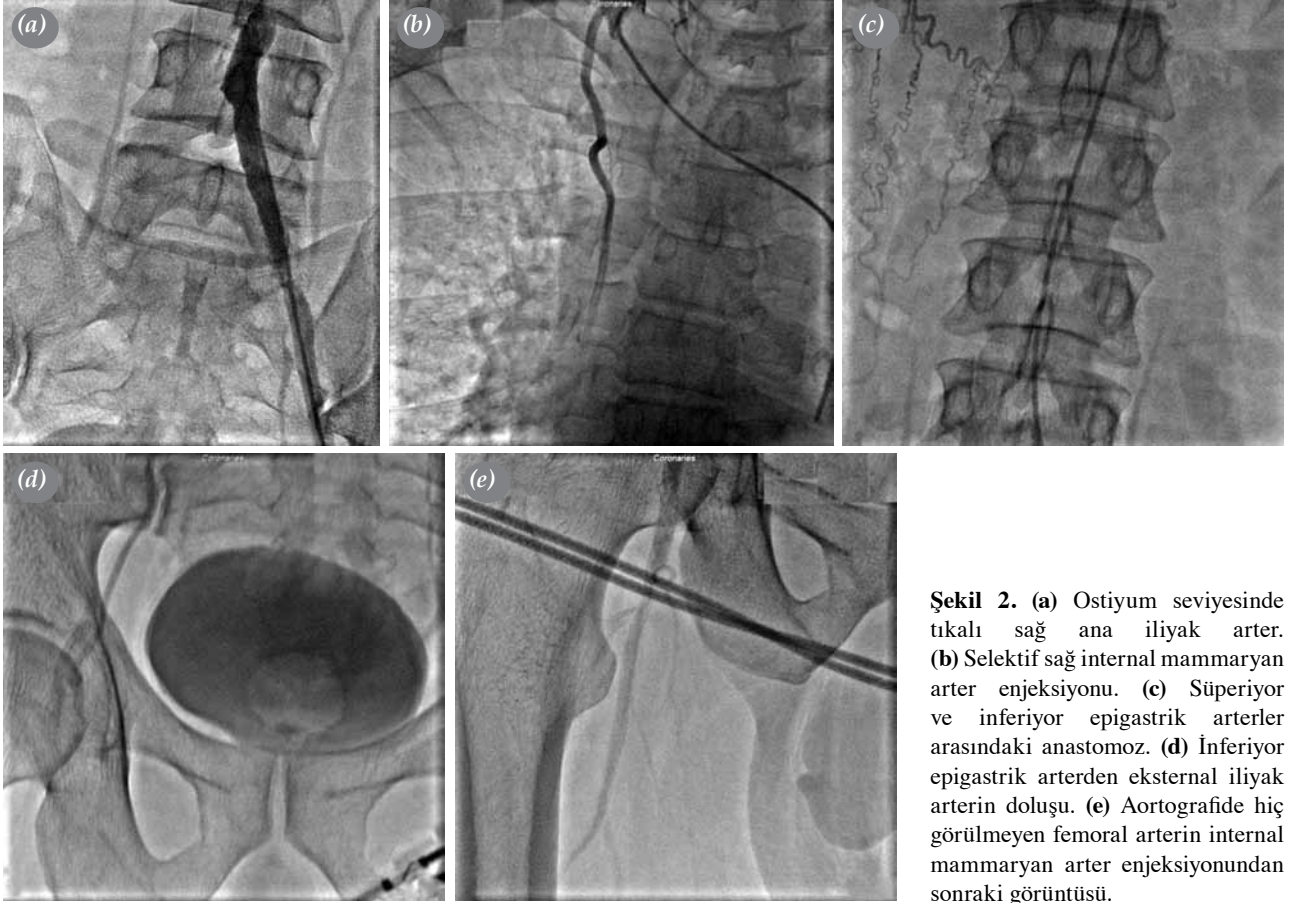 (a)
(b)
Coronaries
(c)
(d)
Coronaries
(e)
Coronaries
Şekil 2. (a) Ostiyum seviyesinde
tıkalı sağ ana iliyak arter.
(b) Selektif sağ internal mammaryan
arter enjeksiyonu. (c) Süperiyor
ve inferiyor epigastrik arterler
arasındaki anastomoz. (d) İnferiyor
epigastrik arterden eksternal iliyak
arterin doluşu. (e) Aortografide hiç
görülmeyen femoral arterin internal
mammaryan arter enjeksiyonundan
sonraki görüntüsü.